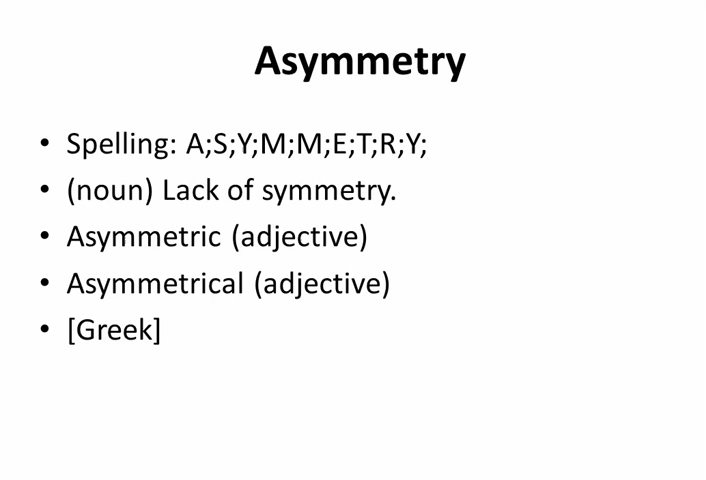 Asymmetry
• Spelling: A;S;Y;M;M;E;T;R;Y;
• (noun) Lack of symmetry.
• Asymmetric (adjective)
• Asymmetrical (adjective)
• [Greek]